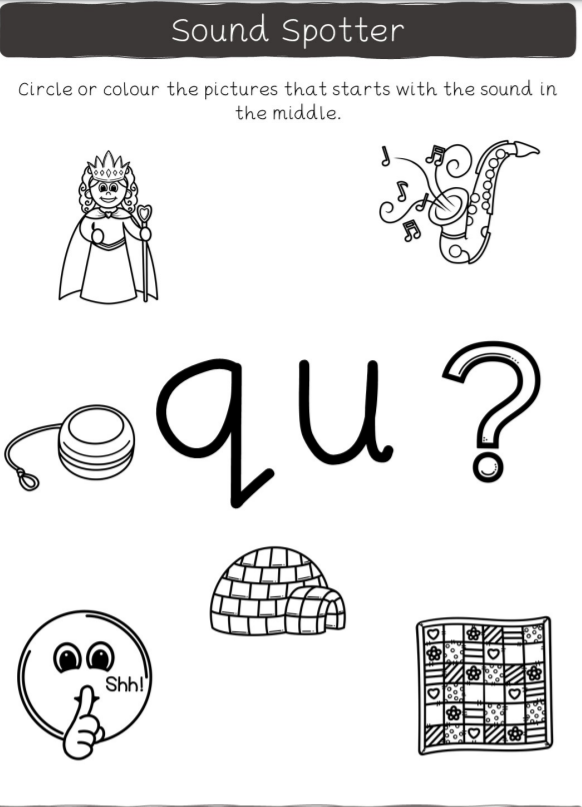 Sound Spotter
Circle or colour the pictures that starts with the sound in
the middle.
qu ?
Shh!